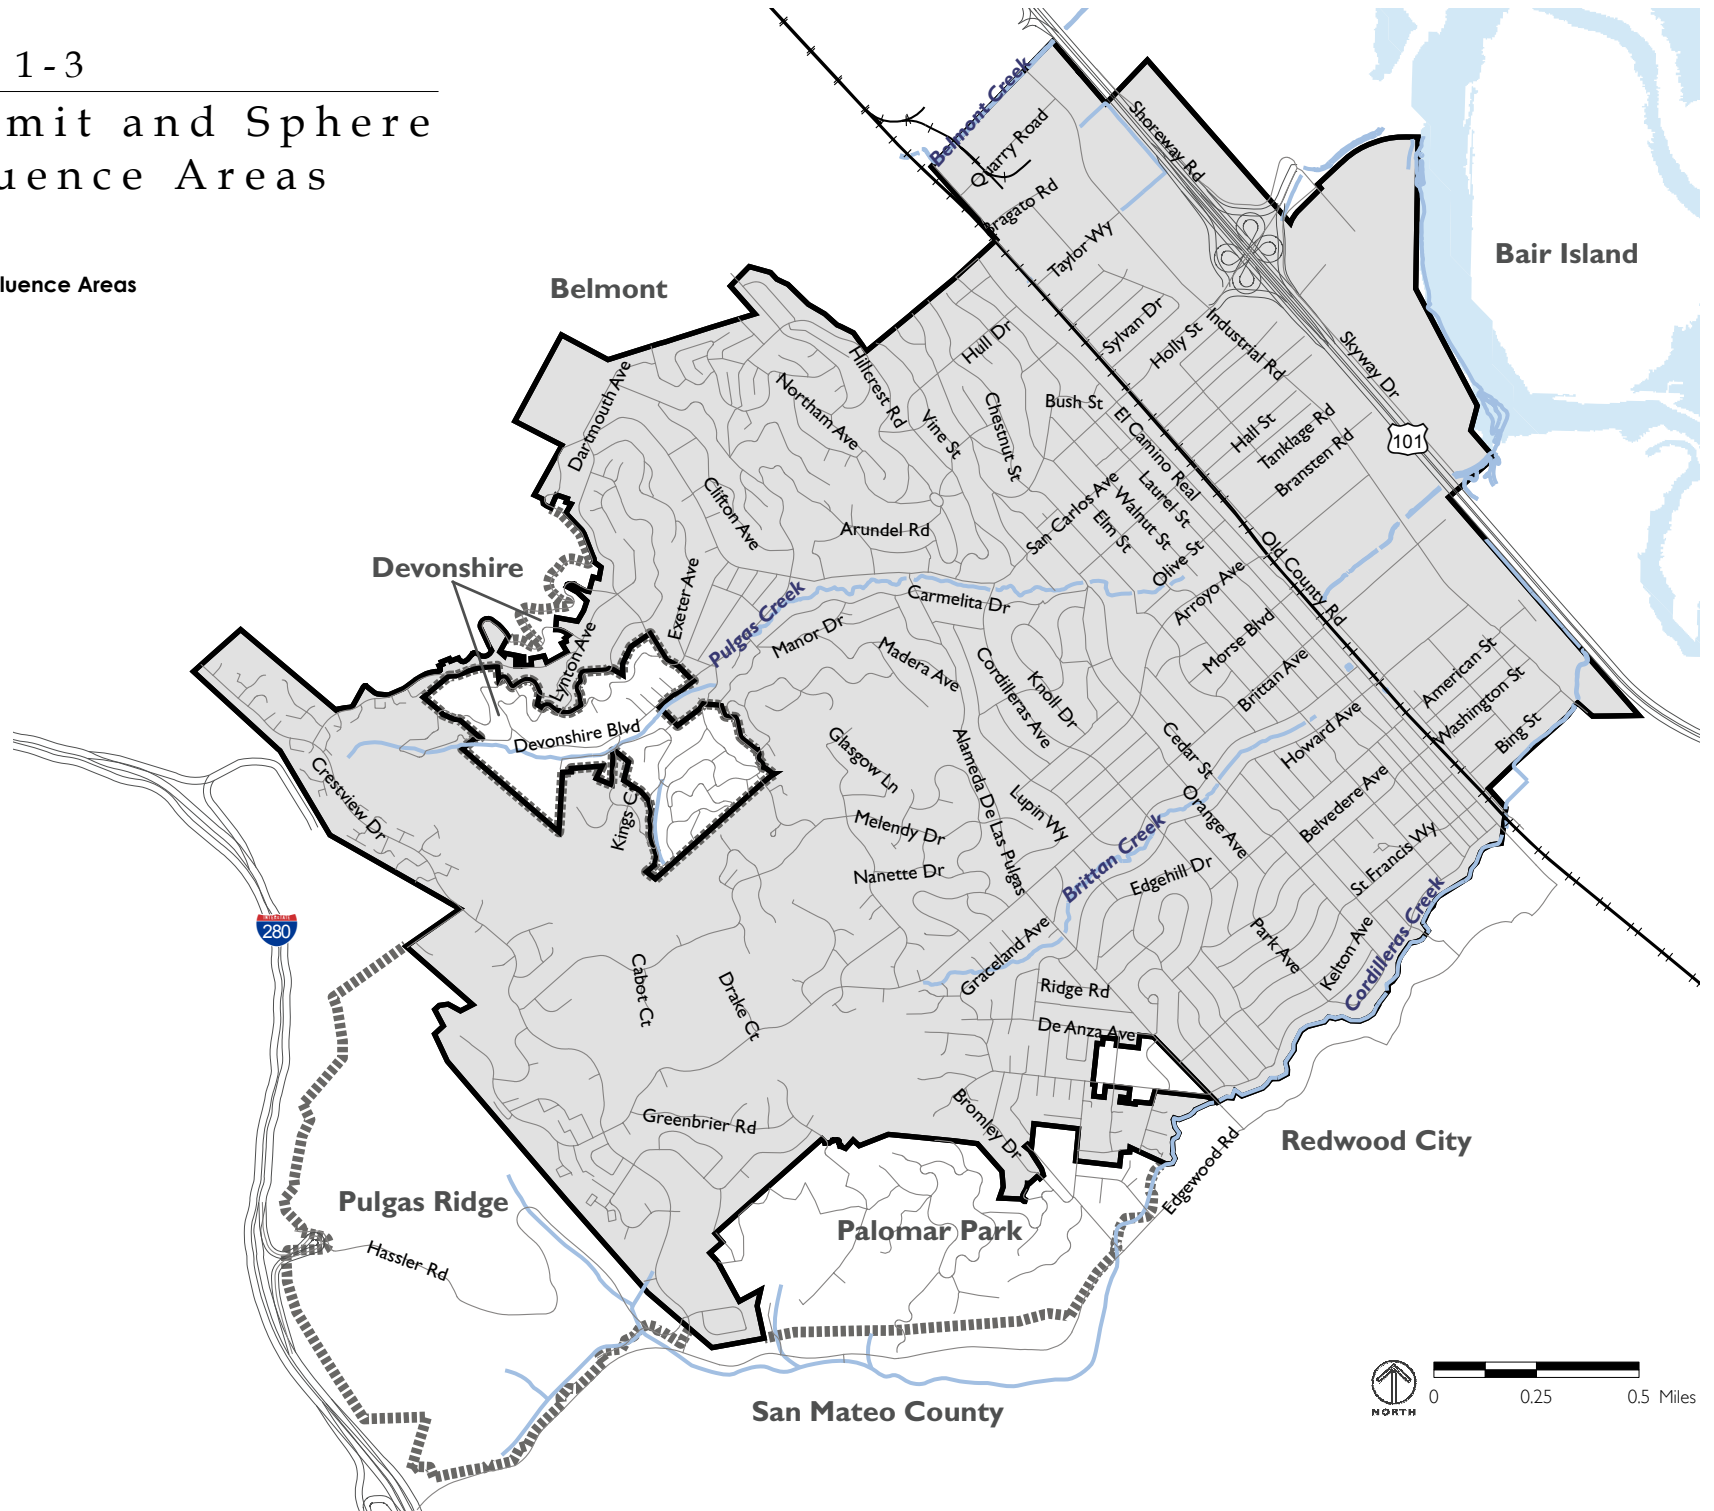 1-3
mit and Sphere
uence Areas
luence Areas
Belmont
Bair Island
Devonshire
Redwood City
Pulgas Ridge
Palomar Park
San Mateo County
Belmont Creek
Quarry Road
Bragato Rd
Taylor Wy
Shoreway Rd
Skyway Dr
Industrial Rd
Holly St
Sylvan Dr
Hull Dr
Bush St
El Camino Real
Hall St
Tanklage Rd
Bransten Rd
101
Hillcrest Rd
Northam Ave
Vine St
Chestnut St
Dartmouth Ave
Clifton Ave
Arundel Rd
San Carlos Ave
Laurel St
Walnut St
Elm St
Olive St
Old County Rd
Arroyo Ave
Morse Blvd
Brittan Ave
Exeter Ave
Pulgas Creek
Carmelita Dr
Manor Dr
Madera Ave
Cordilleras Ave
Knoll Dr
Lynton Ave
Devonshire Blvd
Kings C
Crestview Dr
Glasgow Ln
Melendy Dr
Nanette Dr
Alameda De Las Pulgas
Lupin Wy
Cedar St
Orange Ave
Howard Ave
American St
Washington St
Bing St
Belvedere Ave
St Francis Wy
Brittan Creek
Edgehill Dr
Graceland Ave
Park Ave
Kelton Ave
Cordilleras Creek
280
INTERSTATE
Cabot Ct
Drake Ct
Ridge Rd
De Anza Ave
Greenbrier Rd
Bromley Dr
Edgewood Rd
Hassler Rd
NORTH
0 0.25 0.5 Miles